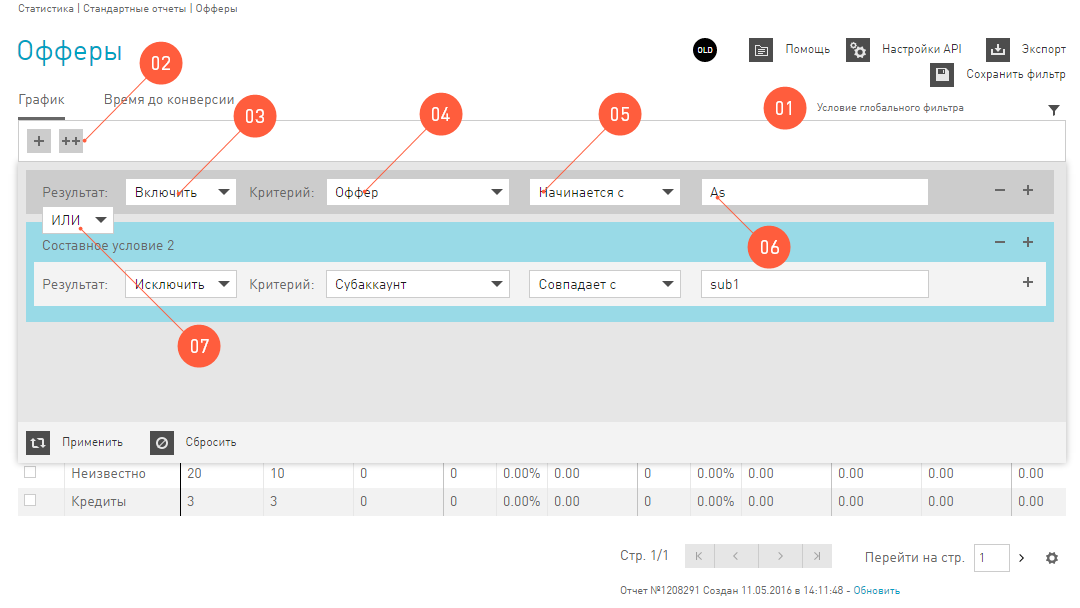 Статистика | Стандартные отчеты | Офферы
Офферы
OLD Помощь Настройки API Экспорт
Сохранить фильтр
02
График Время до конверсии
01 Условие глобального фильтра
03 04 05
+ ++
Результат: Включить Критерий: Оффер Начинается с As − +
ИЛИ
Составное условие 2 − +
06
Результат: Исключить Критерий: Субаккаунт Совпадает с sub1 +
07
Применить Сбросить
Неизвестно 20 10 0 0 0.00% 0.00 0 0.00% 0.00 0.00 0.00 0.00
Кредиты 3 3 0 0 0.00% 0.00 0 0.00% 0.00 0.00 0.00 0.00
Стр. 1/1 Перейти на стр. 1
Отчет №1208291 Создан 11.05.2016 в 14:11:48 - Обновить